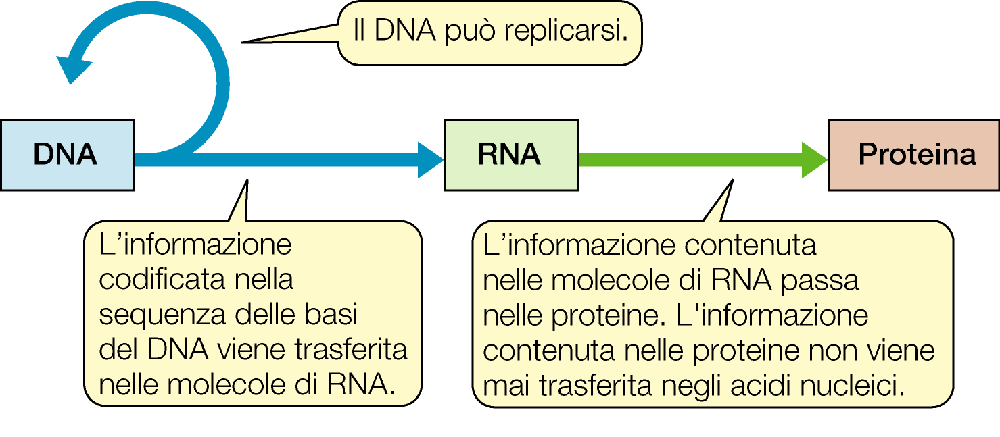 Il DNA può replicarsi.
DNA
RNA
Proteina
L’informazione
codificata nella
sequenza delle basi
del DNA viene trasferita
nelle molecole di RNA.
L’informazione contenuta
nelle molecole di RNA passa
nelle proteine. L'informazione
contenuta nelle proteine non viene
mai trasferita negli acidi nucleici.